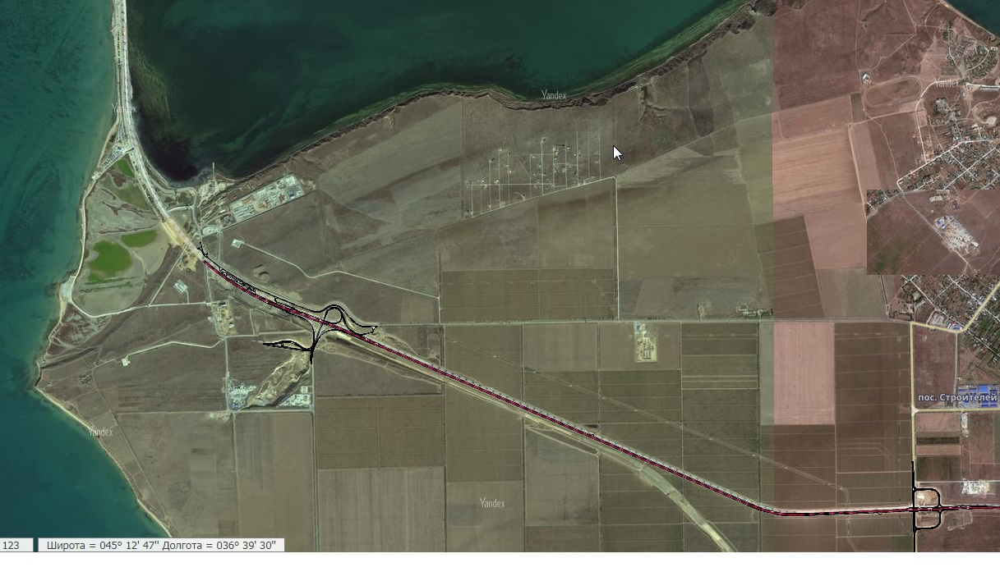 Yandex
Yandex
Yandex
пос. Строителей
Yandex
Yandex
123
Широта = 045° 12' 47" Долгота = 036° 39' 30"